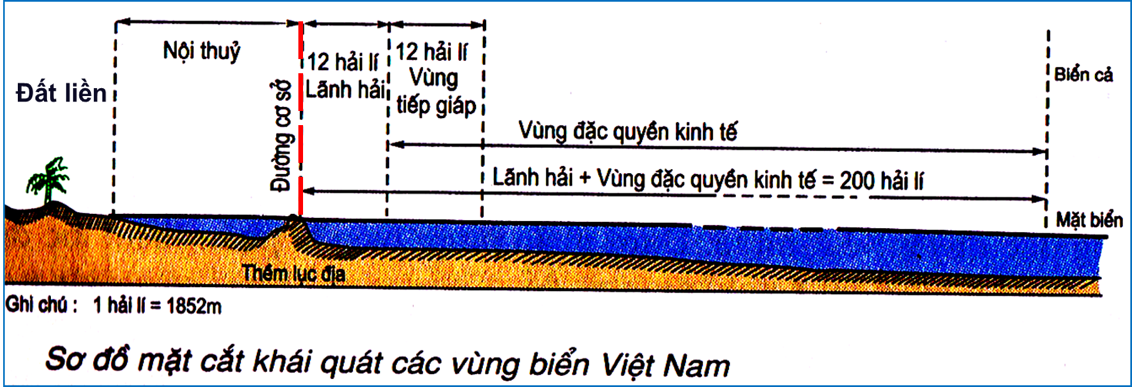 Nội thuỷ
Đất liền
Đường cơ sở
12 hải lí
Lãnh hải
12 hải lí
Vùng
tiếp giáp
Biển cả
Vùng đặc quyền kinh tế
Lãnh hải + Vùng đặc quyền kinh tế = 200 hải lí
Mặt biển
Thềm lục địa
Ghi chú : 1 hải lí = 1852m
Sơ đồ mặt cắt khái quát các vùng biển Việt Nam